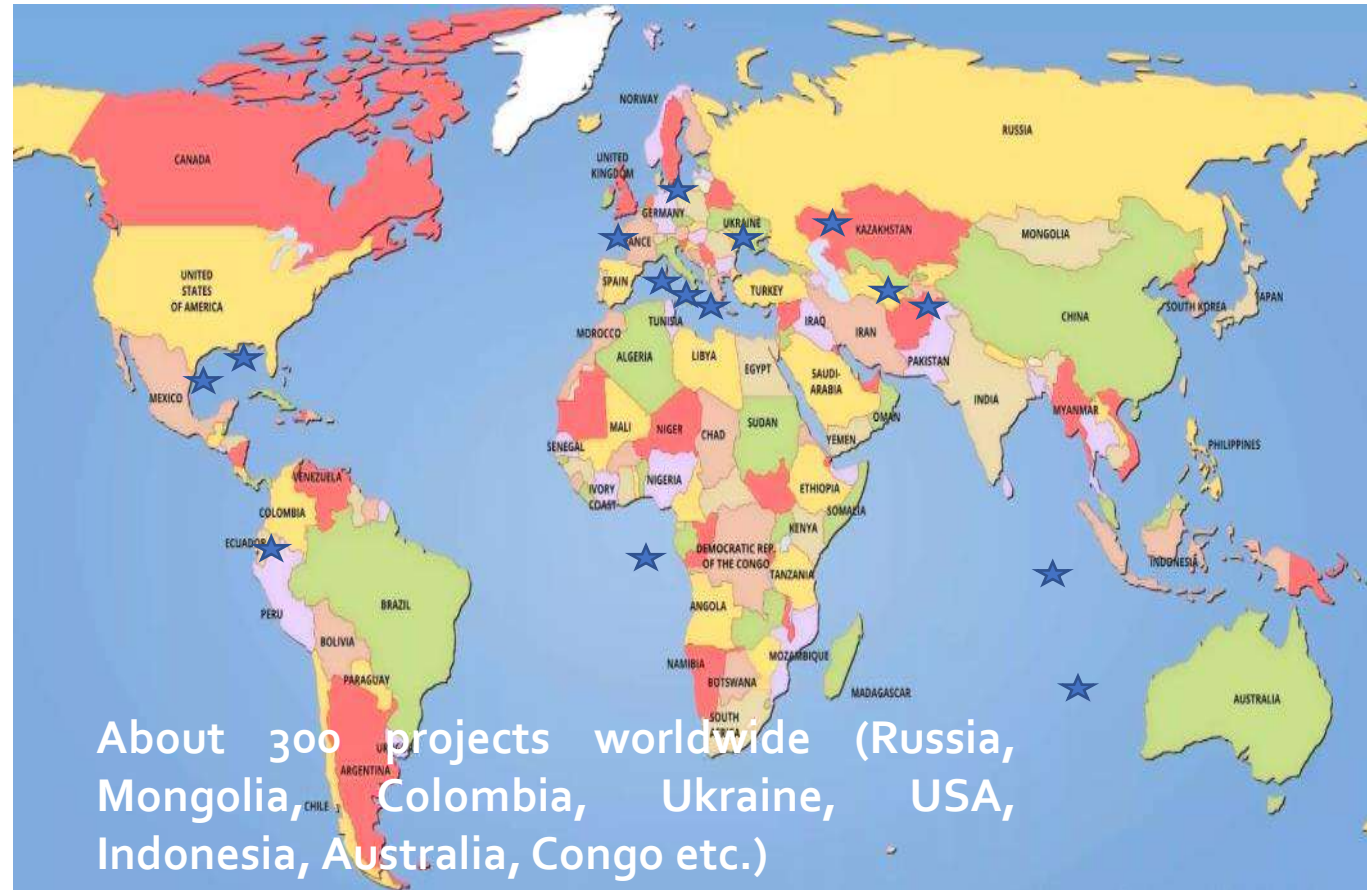 NORWAY
RUSSIA
CANADA
UNITED
KINGDOM
GERMANY
UKRAINE
KAZAKHSTAN
MONGOLIA
ANCE
UNITED
STATES
OF AMERICA
SPAIN
TURKEY
SOUTH KOREA
JAPAN
CHINA
TUNISIA
MOROCCO
IRAQ
IRAN
ALGERIA
LIBYA
EGYPT
PAKISTAN
SAUDI-
ARABIA
MEXICO
INDIA
OMAN
MYANMAR
MALI
NIGER
CHAD
SUDAN
YEMEN
PHILIPPINES
SENEGAL
VENEZUELA
NIGERIA
ETHIOPIA
IVORY
COAST
SOMALIA
COLOMBIA
KENYA
ECUADOR
DEMOCRATIC REP.
OF THE CONGO
INDONESIA
TANZANIA
PERU
BRAZIL
ANGOLA
BOLIVIA
MOZAMBIQUE
NAMIBIA
PARAGUAY
BOTSWANA
MADAGASCAR
AUSTRALIA
SOUTH
ARGENTINA
CHILE
About 300 projects worldwide (Russia,
Mongolia, Colombia, Ukraine, USA,
Indonesia, Australia, Congo etc.)